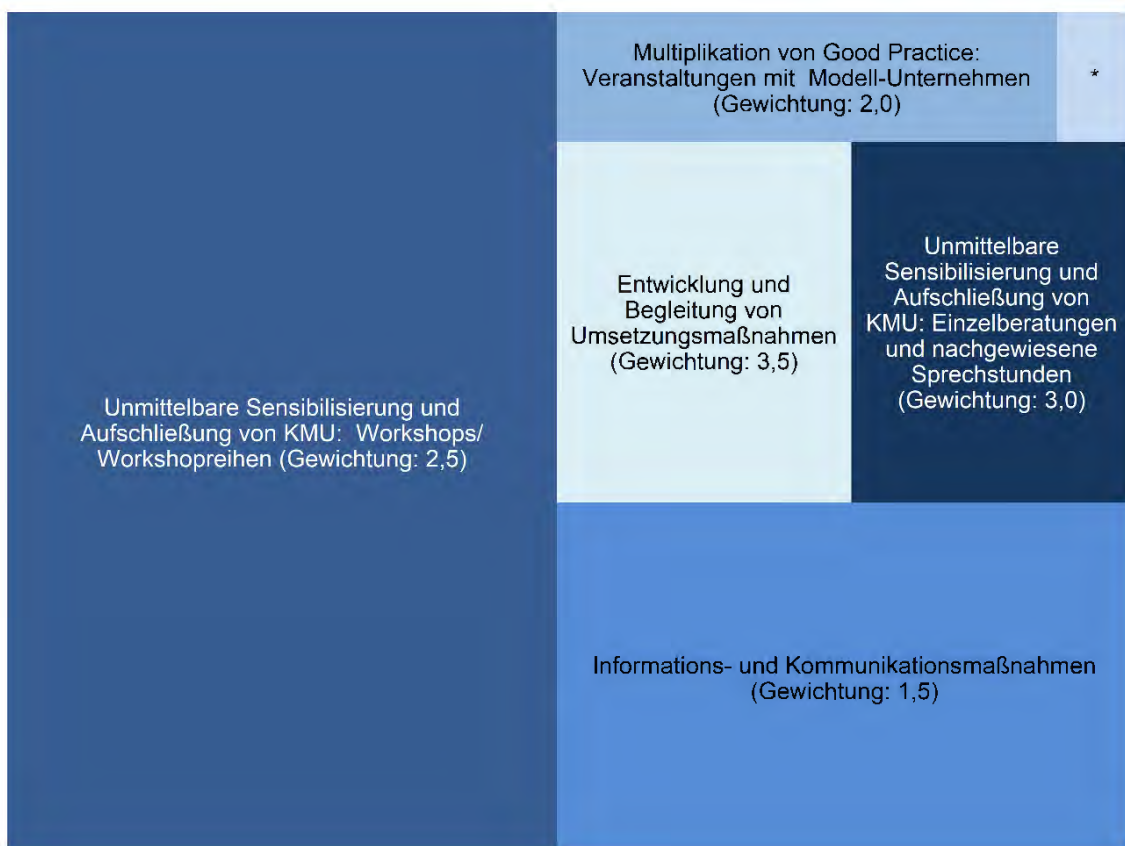 Multiplikation von Good Practice:
Veranstaltungen mit Modell-Unternehmen
(Gewichtung: 2,0)
*
Unmittelbare Sensibilisierung und
Aufschließung von KMU: Workshops/
Workshopreihen (Gewichtung: 2,5)
Entwicklung und
Begleitung von
Umsetzungsmaßnahmen
(Gewichtung: 3,5)
Unmittelbare
Sensibilisierung und
Aufschließung von
KMU: Einzelberatungen
und nachgewiesene
Sprechstunden
(Gewichtung: 3,0)
Informations- und Kommunikationsmaßnahmen
(Gewichtung: 1,5)